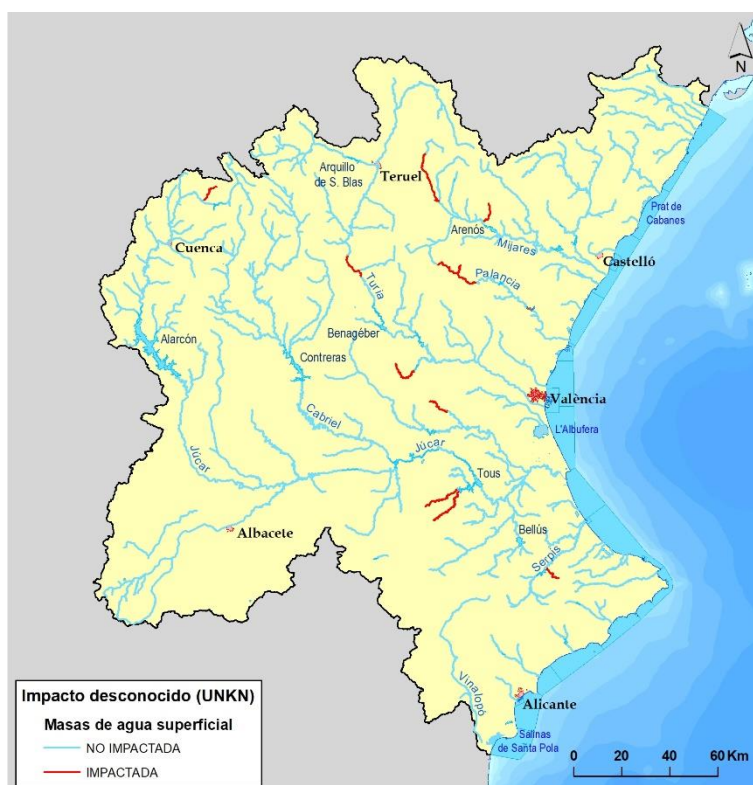 N
Arquillo
de S. Blas
Teruel
Prat de
Cabanes
Cuenca
Arenós
Mijares
Castelló
Palancia
Turia
Alarcón
Benagéber
Contreras
València
Cabriel
L'Albufera
Júcar
Júcar
Tous
Albacete
Bellús
Serpis
Vinalopó
Alicante
Salinas
de Santa Pola
Impacto desconocido (UNKN)
Masas de agua superficial
NO IMPACTADA
IMPACTADA
0 20 40 60 Km